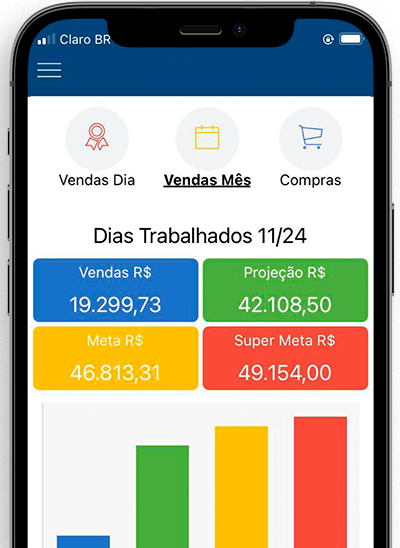 Claro BR
Vendas Dia
Vendas Mês
Compras
Dias Trabalhados 11/24
Vendas R$
Projeção R$
19.299,73
42.108,50
Meta R$
Super Meta R$
46.813,31
49.154,00